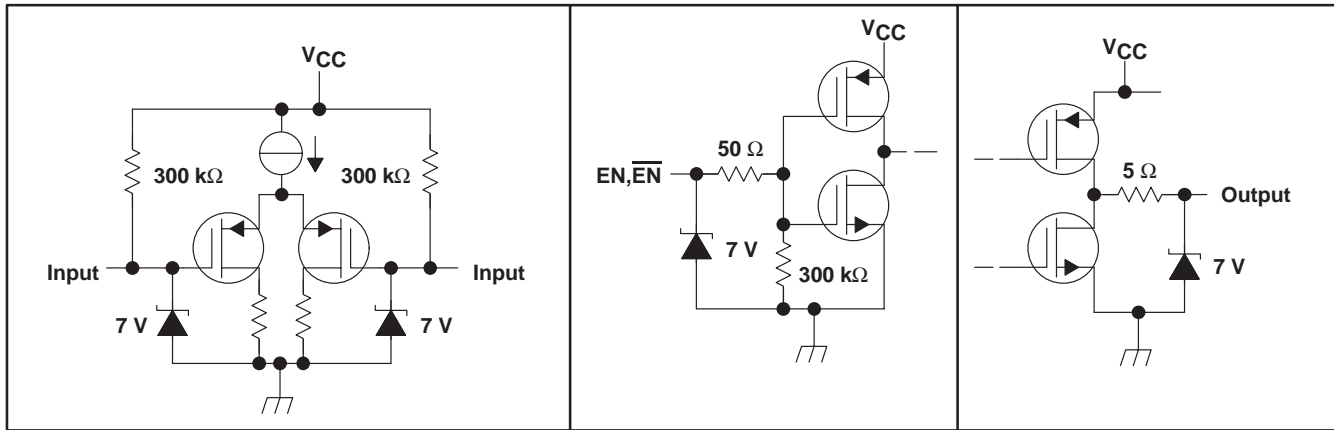 VCC
300 kΩ
300 kΩ
Input
Input
7 V
7 V
VCC
50 Ω
EN,E̅N̅
7 V
300 kΩ
VCC
5 Ω
Output
7 V